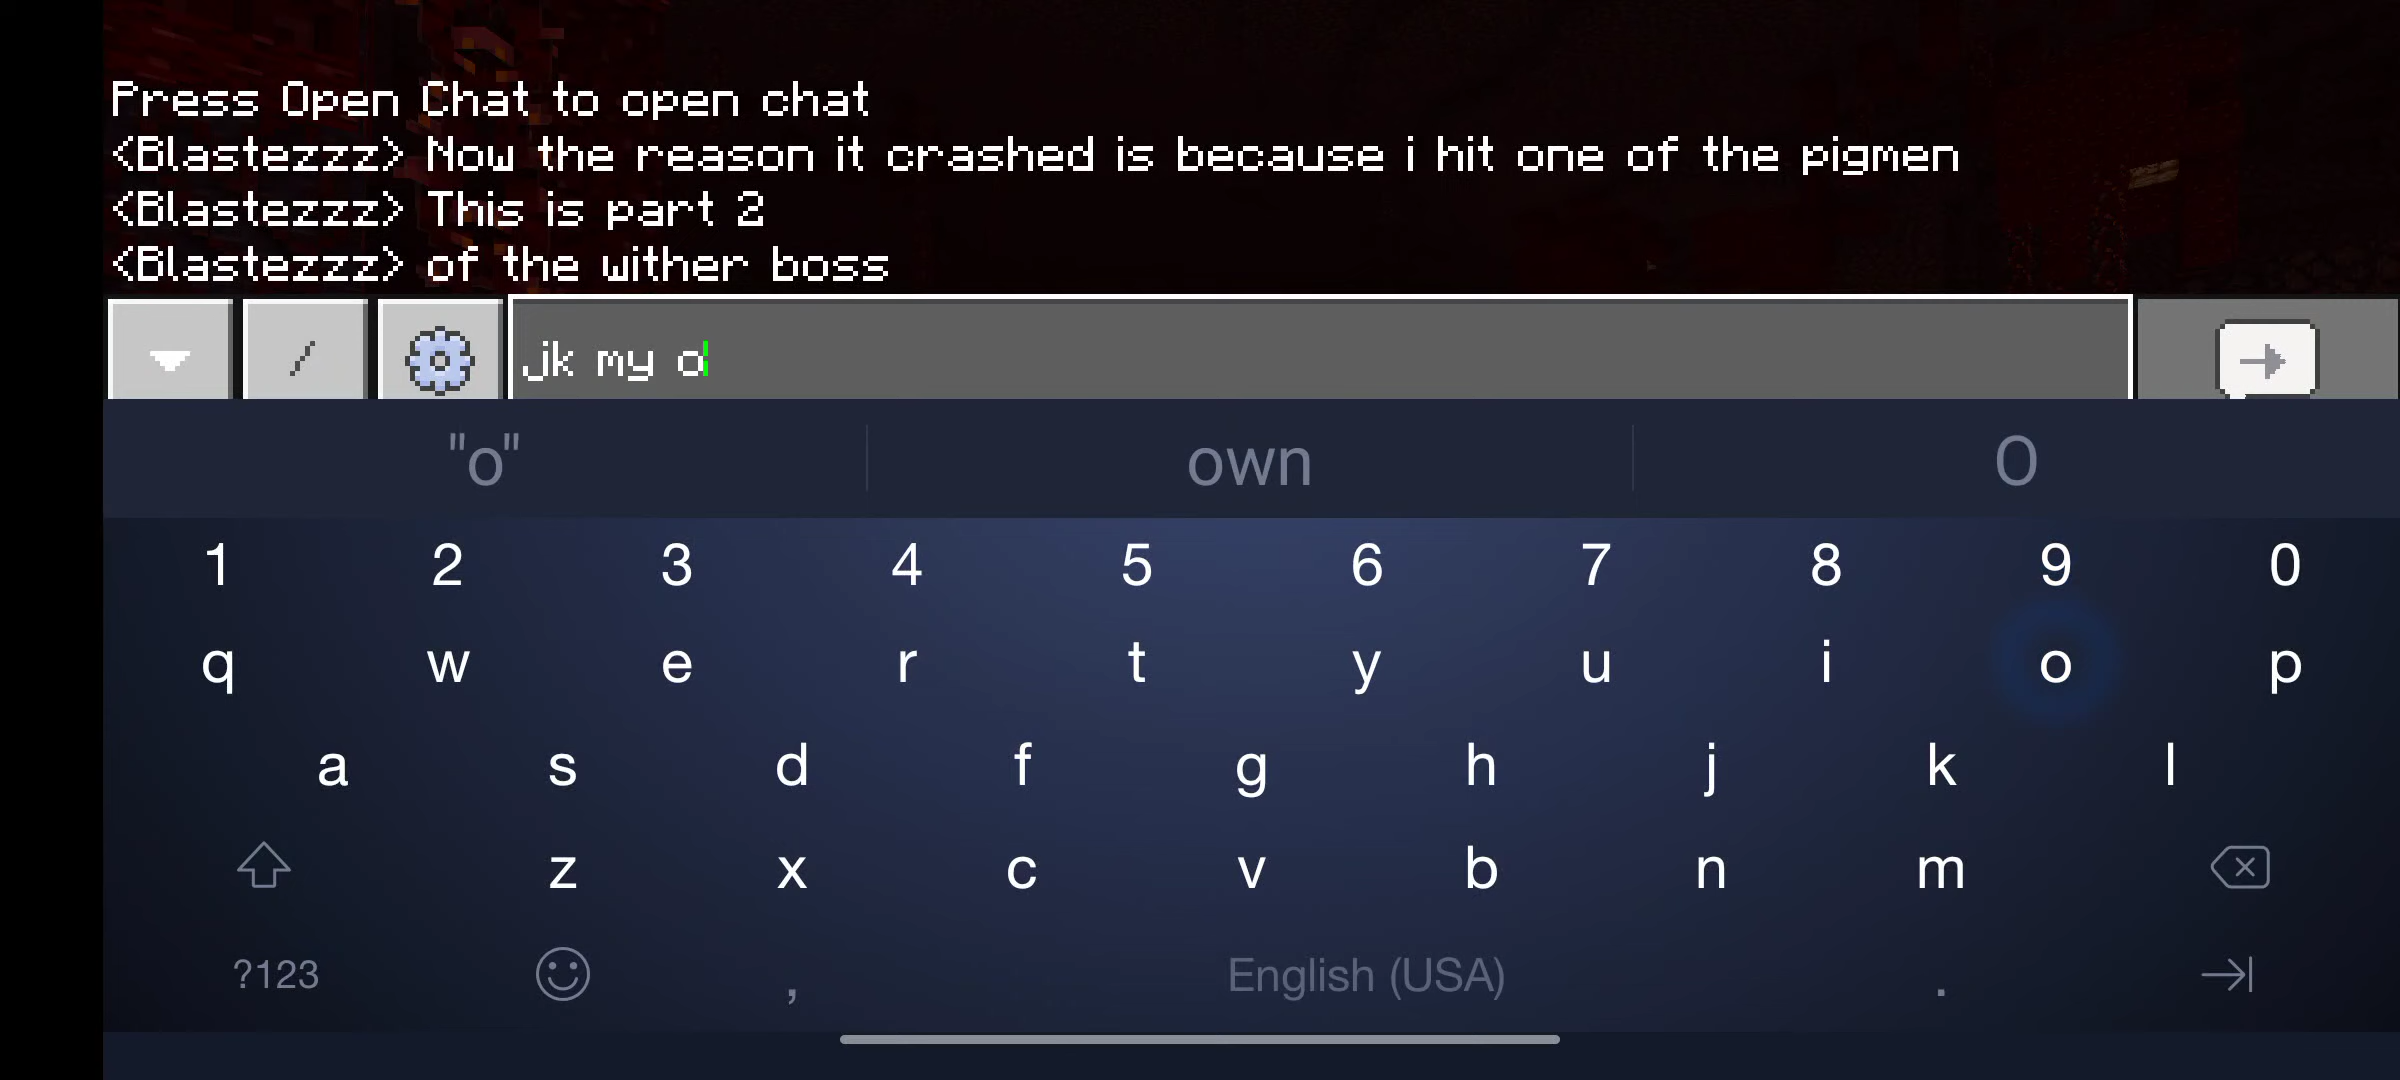 Press Open Chat to open chat
<Blastezzz> Now the reason it crashed is because i hit one of the pigmen
<Blastezzz> This is part 2
<Blastezzz> of the wither boss
/
jk my o
"o" own O
1 2 3 4 5 6 7 8 9 0
q w e r t y u i o p
a s d f g h j k l
z x c v b n m
?123 , English (USA) .